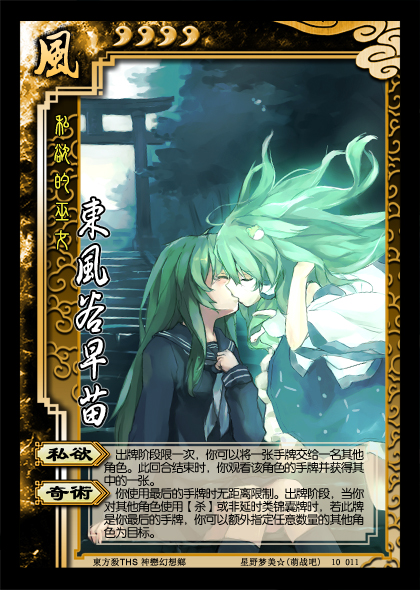 風
私欲的巫女
東風谷早苗
私欲
出牌阶段限一次，你可以将一张手牌交给一名其他
角色。此回合结束时，你观看该角色的手牌并获得其
中的一张。
奇術
你使用最后的手牌时无距离限制。出牌阶段，当你
对其他角色使用【杀】或非延时类锦囊牌时，若此牌
是你最后的手牌，你可以额外指定任意数量的其他角
色为目标。
東方殺THS 神戀幻想鄉 星野梦美☆(萌战吧) 10 011